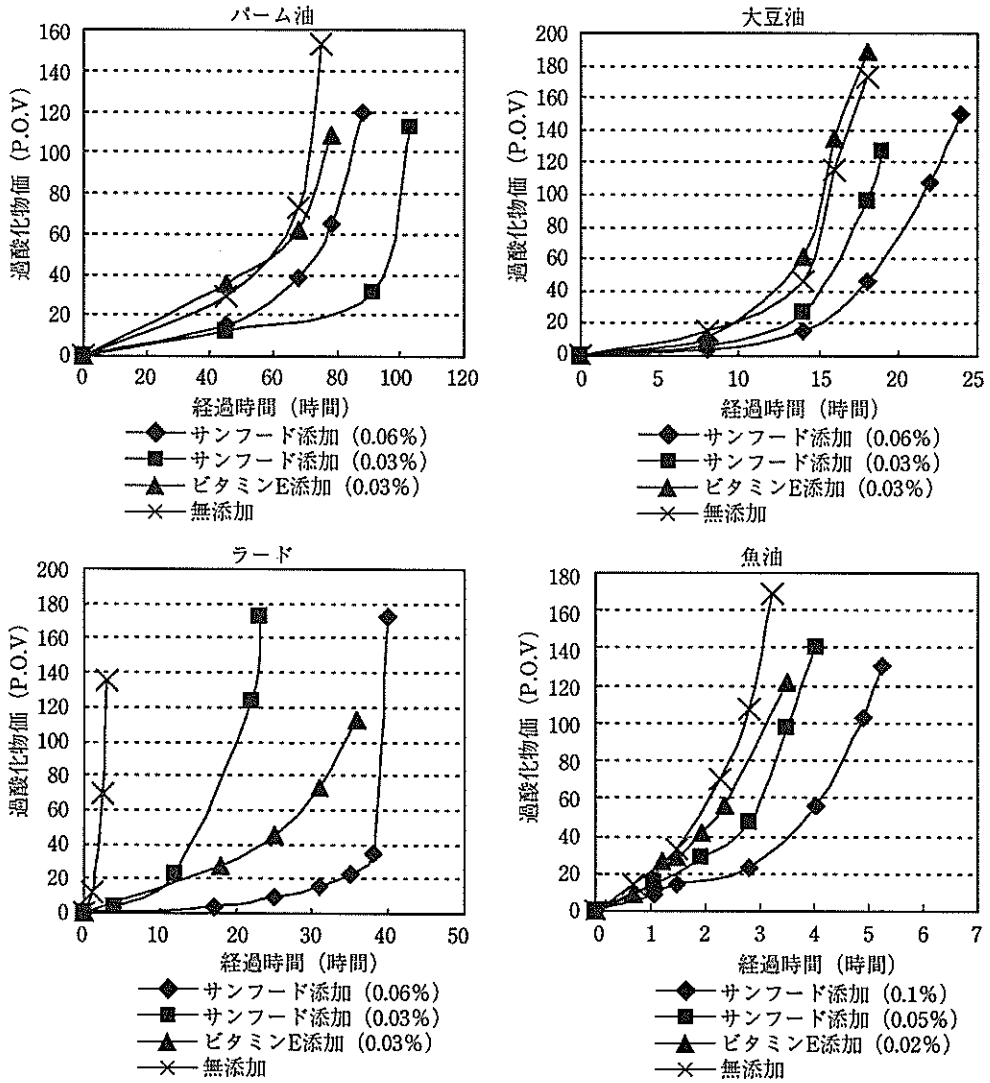 パーム油
過酸化物価 (P.O.V)
160
140
120
100
80
60
40
20
0
0 20 40 60 80 100 120
経過時間 (時間)
サンフード添加 (0.06%)
サンフード添加 (0.03%)
ビタミンE添加 (0.03%)
無添加
大豆油
過酸化物価 (P.O.V)
200
180
160
140
120
100
80
60
40
20
0
0 5 10 15 20 25
経過時間 (時間)
サンフード添加 (0.06%)
サンフード添加 (0.03%)
ビタミンE添加 (0.03%)
無添加
ラード
過酸化物価 (P.O.V)
200
180
160
140
120
100
80
60
40
20
0
0 10 20 30 40 50
経過時間 (時間)
サンフード添加 (0.06%)
サンフード添加 (0.03%)
ビタミンE添加 (0.03%)
無添加
魚油
過酸化物価 (P.O.V)
180
160
140
120
100
80
60
40
20
0
0 1 2 3 4 5 6 7
経過時間 (時間)
サンフード添加 (0.1%)
サンフード添加 (0.05%)
ビタミンE添加 (0.02%)
無添加